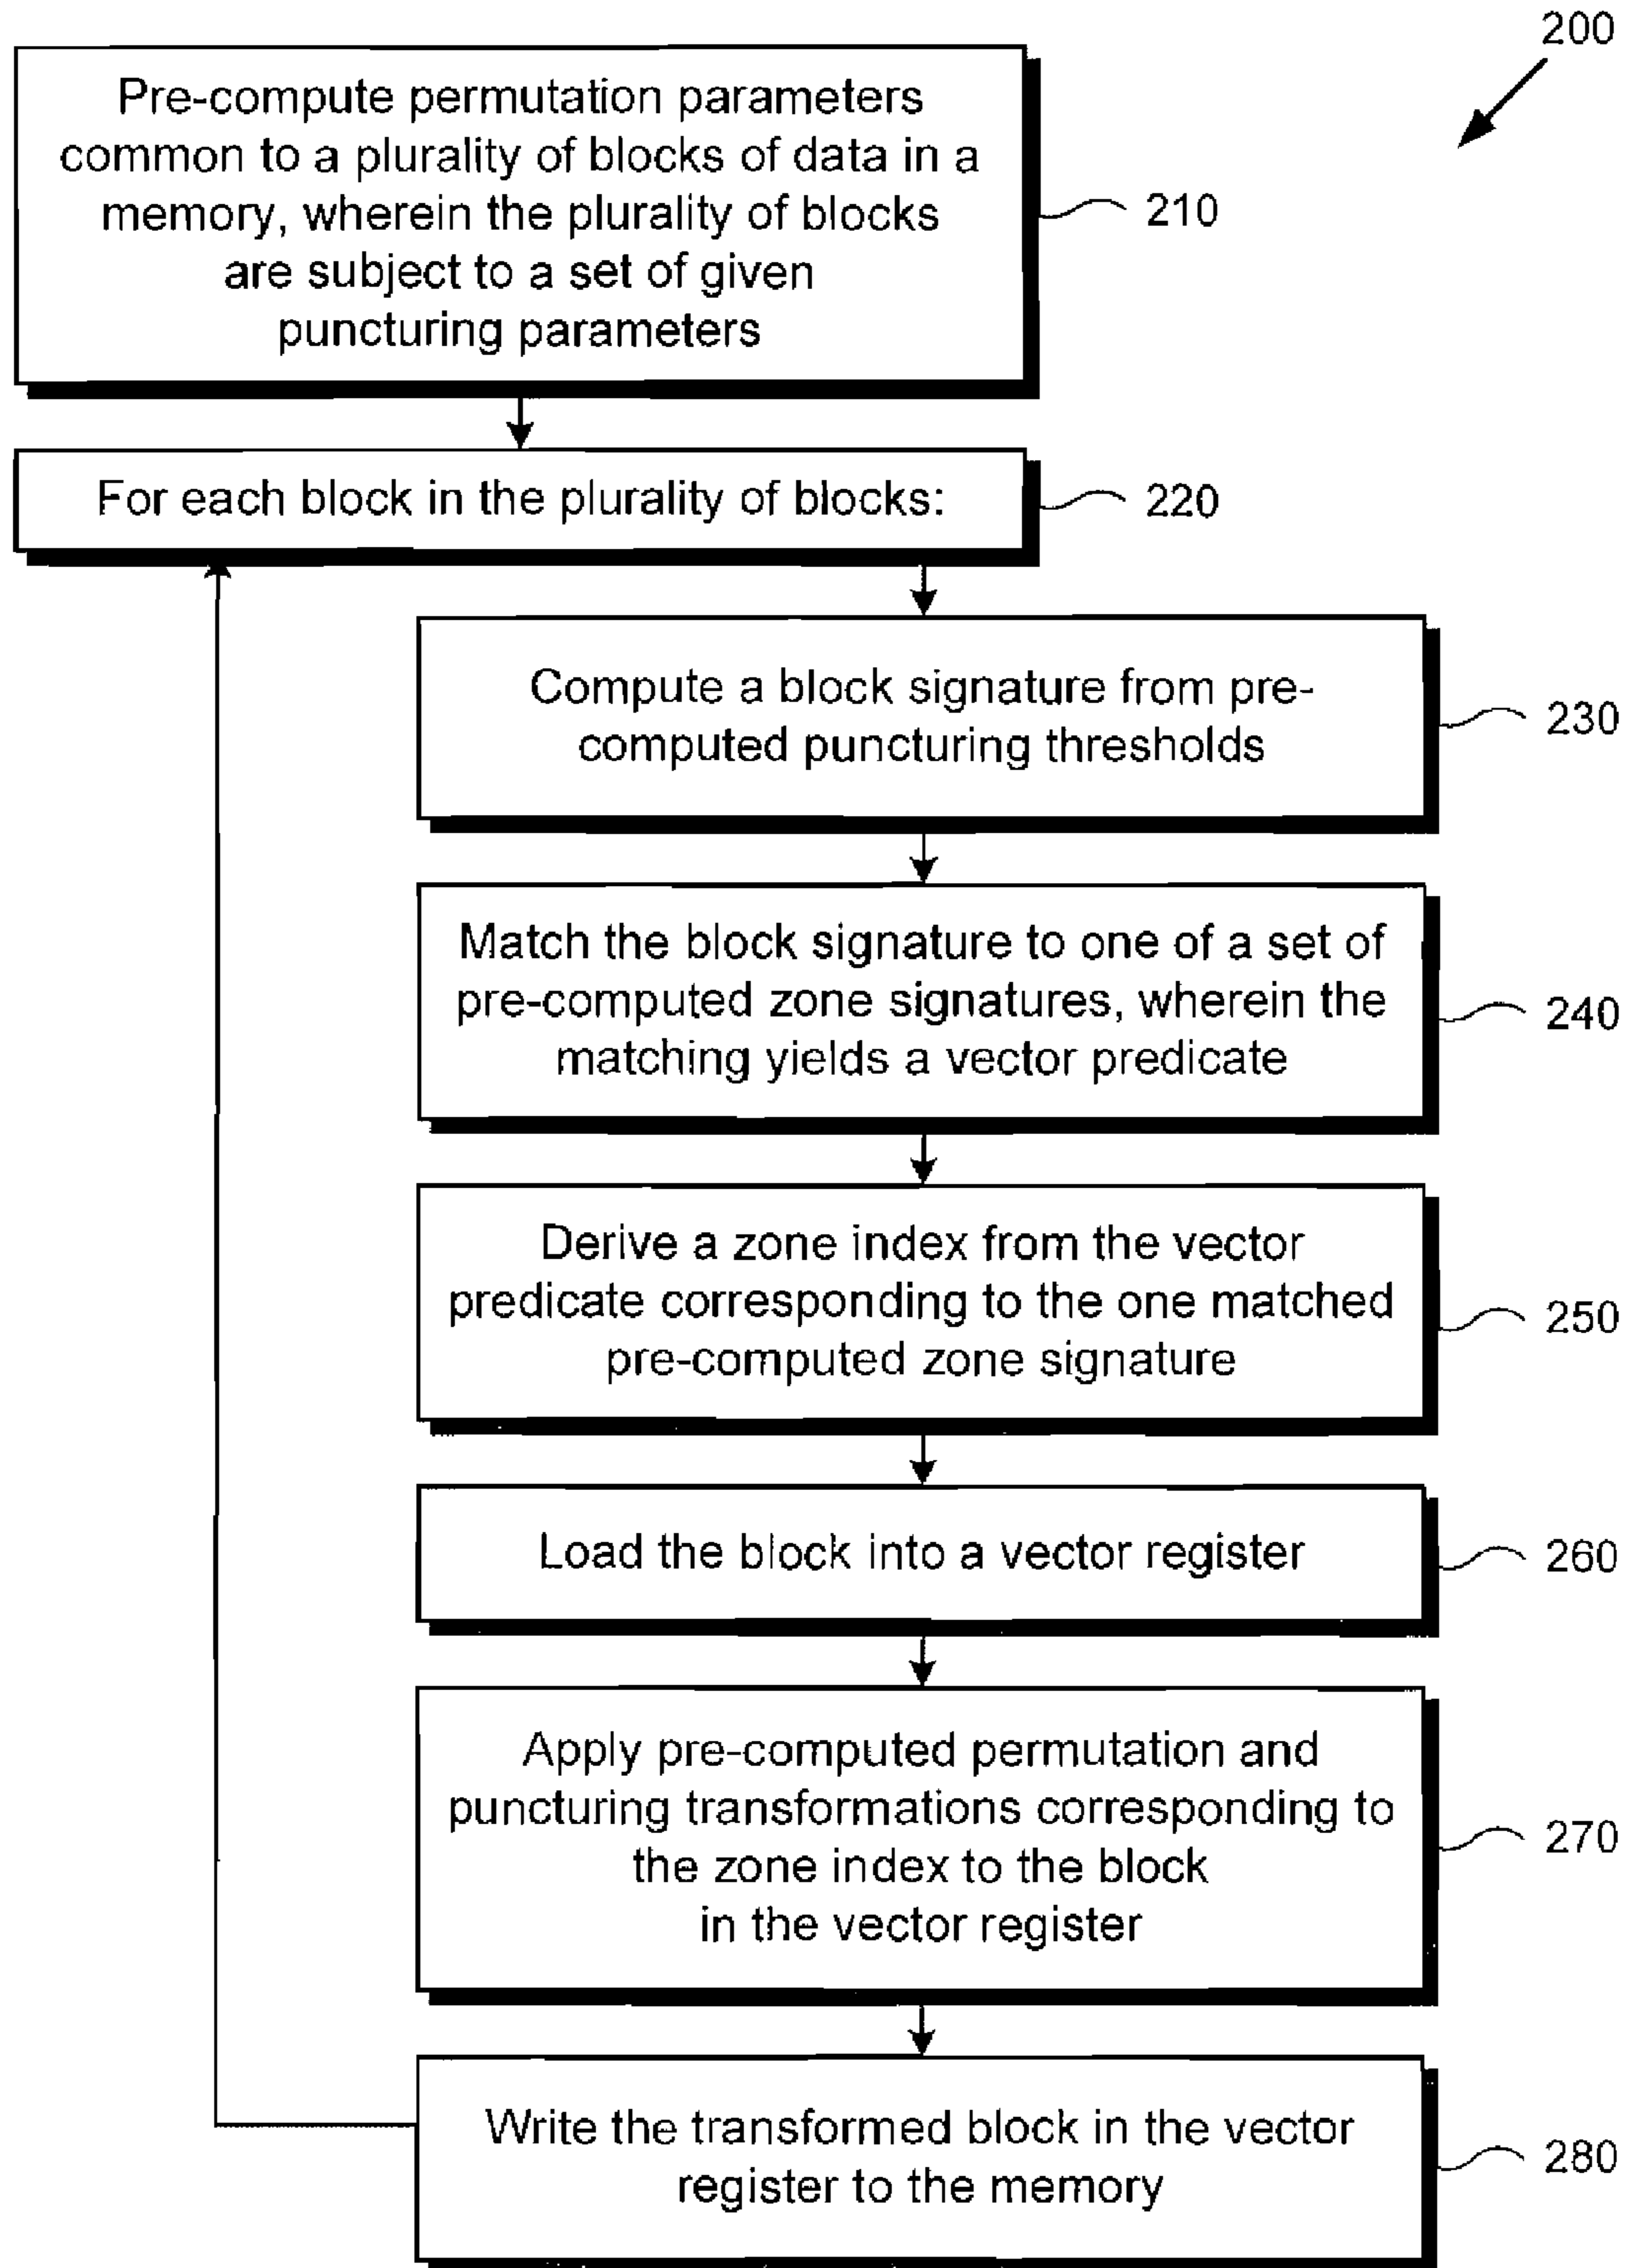 200
Pre-compute permutation parameters
common to a plurality of blocks of data in a
memory, wherein the plurality of blocks
are subject to a set of given
puncturing parameters
210
For each block in the plurality of blocks:
220
Compute a block signature from pre-
computed puncturing thresholds
230
Match the block signature to one of a set of
pre-computed zone signatures, wherein the
matching yields a vector predicate
240
Derive a zone index from the vector
predicate corresponding to the one matched
pre-computed zone signature
250
Load the block into a vector register
260
Apply pre-computed permutation and
puncturing transformations corresponding to
the zone index to the block
in the vector register
270
Write the transformed block in the vector
register to the memory
280